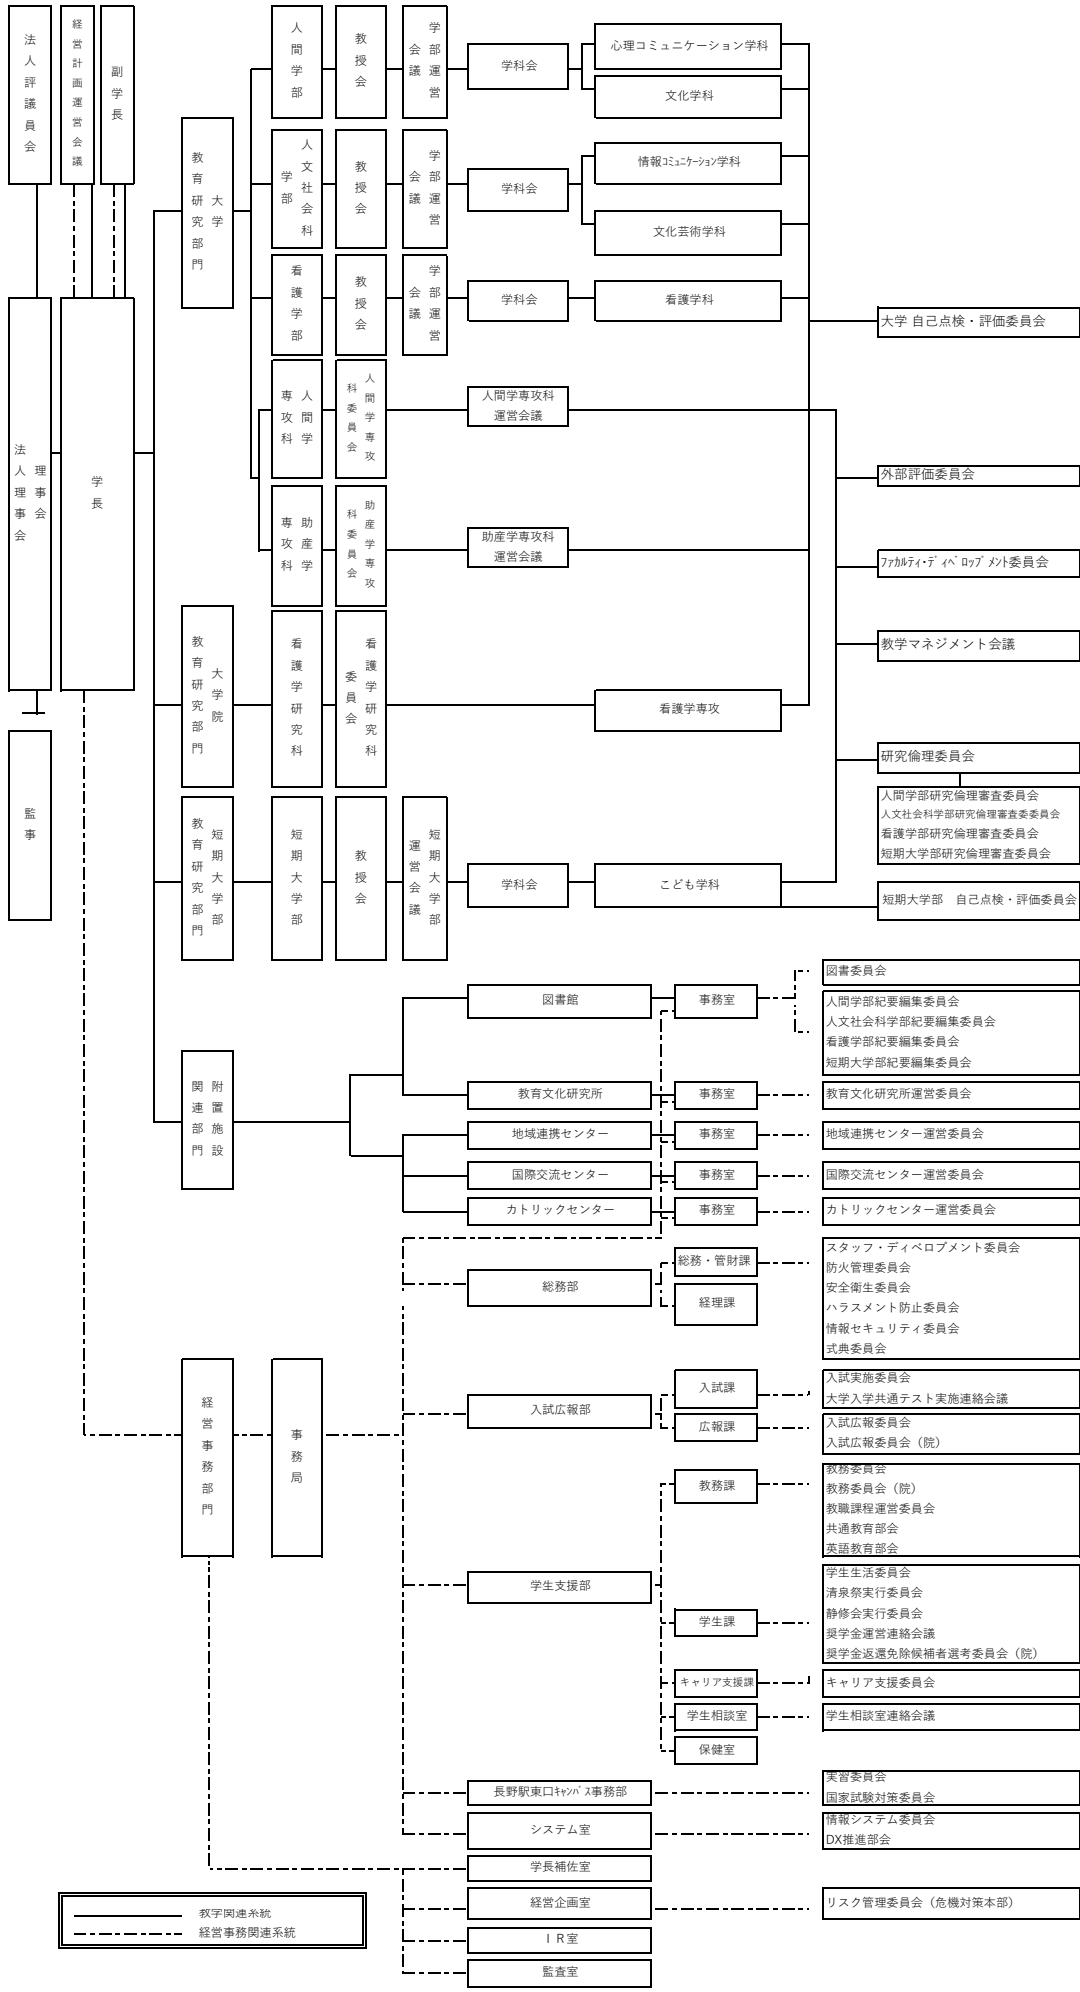 法人評議員会
経営計画運営会議
副学長
法人理事会
理事会
学長
監事
大学
教育研究部門
人間学部
教授会
学部運営
会議
学科会
心理コミュニケーション学科
文化学科
人文社会科
学部
教授会
学部運営
会議
学科会
情報ｺﾐｭﾆｹｰｼｮﾝ学科
文化芸術学科
看護学部
教授会
学部運営
会議
学科会
看護学科
大学 自己点検・評価委員会
人間学
専攻科
人間学専攻
科委員会
人間学専攻科
運営会議
外部評価委員会
助産学
専攻科
助産学専攻
科委員会
助産学専攻科
運営会議
ﾌｧｶﾙﾃｨ･ﾃﾞｨﾍﾞﾛｯﾌﾟﾒﾝﾄ委員会
教学マネジメント会議
大学院
教育研究部門
看護学研究科
看護学研究科
委員会
看護学専攻
研究倫理委員会
人間学部研究倫理審査委員会
人文社会科学部研究倫理審査委委員会
看護学部研究倫理審査委員会
短期大学部研究倫理審査委員会
短期大学部
教育研究部門
短期大学部
教授会
短期大学部
運営会議
学科会
こども学科
短期大学部　自己点検・評価委員会
附置施設
関連部門
図書館
事務室
図書委員会
人間学部紀要編集委員会
人文社会科学部紀要編集委員会
看護学部紀要編集委員会
短期大学部紀要編集委員会
教育文化研究所
事務室
教育文化研究所運営委員会
地域連携センター
事務室
地域連携センター運営委員会
国際交流センター
事務室
国際交流センター運営委員会
カトリックセンター
事務室
カトリックセンター運営委員会
経営事務部門
事務局
総務部
総務・管財課
経理課
スタッフ・ディベロプメント委員会
防火管理委員会
安全衛生委員会
ハラスメント防止委員会
情報セキュリティ委員会
式典委員会
入試広報部
入試課
入試実施委員会
大学入学共通テスト実施連絡会議
広報課
入試広報委員会
入試広報委員会（院）
学生支援部
教務課
教務委員会
教務委員会（院）
教職課程運営委員会
共通教育部会
英語教育部会
学生課
学生生活委員会
清泉祭実行委員会
静修会実行委員会
奨学金運営連絡会議
奨学金返還免除候補者選考委員会（院）
キャリア支援課
キャリア支援委員会
学生相談室
学生相談室連絡会議
保健室
長野駅東口ｷｬﾝﾊﾟｽ事務部
実習委員会
国家試験対策委員会
システム室
情報システム委員会
DX推進部会
学長補佐室
経営企画室
リスク管理委員会（危機対策本部）
ＩＲ室
監査室
教学関連系統
経営事務関連系統